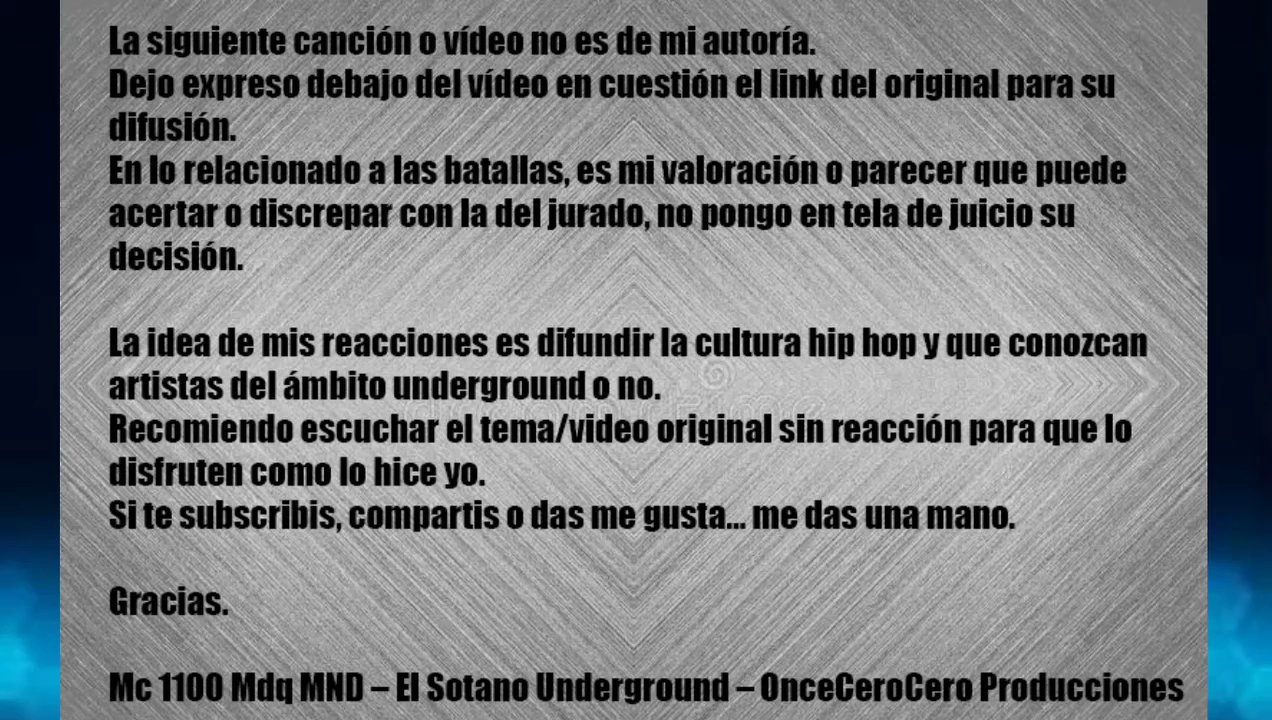 La siguiente canción o vídeo no es de mi autoría.
Dejo expreso debajo del vídeo en cuestión el link del original para su
difusión.
En lo relacionado a las batallas, es mi valoración o parecer que puede
acertar o discrepar con la del jurado, no pongo en tela de juicio su
decisión.
La idea de mis reacciones es difundir la cultura hip hop y que conozcan
artistas del ámbito underground o no.
Recomiendo escuchar el tema/video original sin reacción para que lo
disfruten como lo hice yo.
Si te subscribis, compartis o das me gusta... me das una mano.
Gracias.
Mc 1100 Mdq MND – El Sotano Underground – OnceCeroCero Producciones